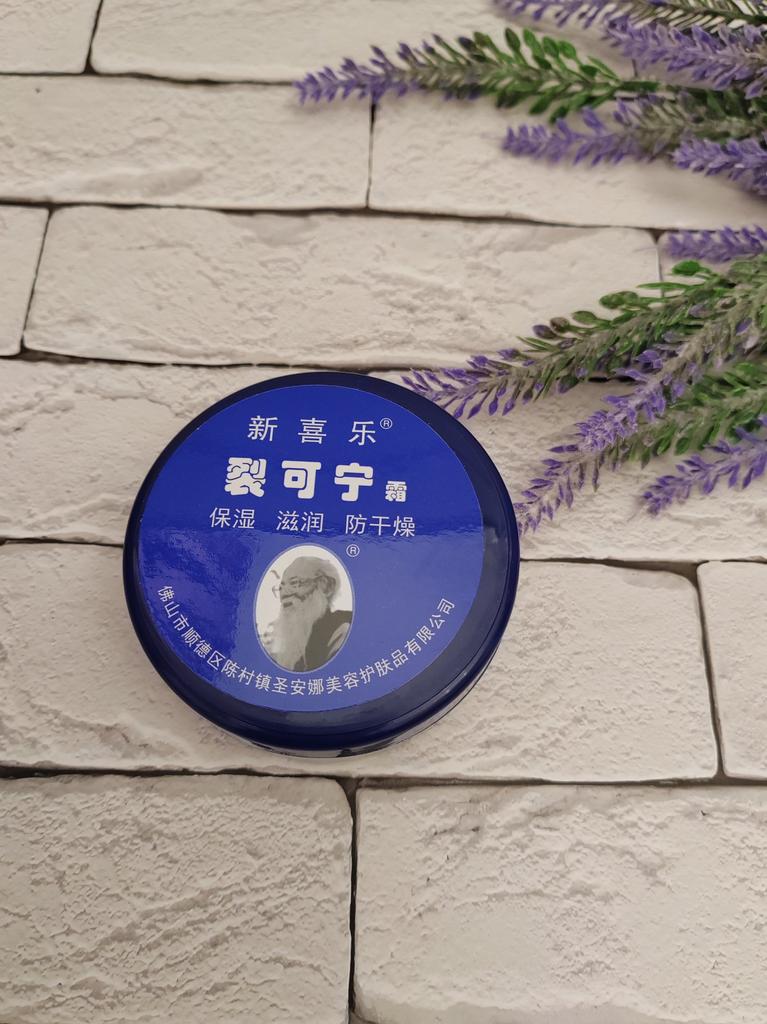 新喜乐®
裂可宁霜
保湿 滋润 防干燥
®
佛山市顺德区陈村镇圣安娜美容护肤品有限公司